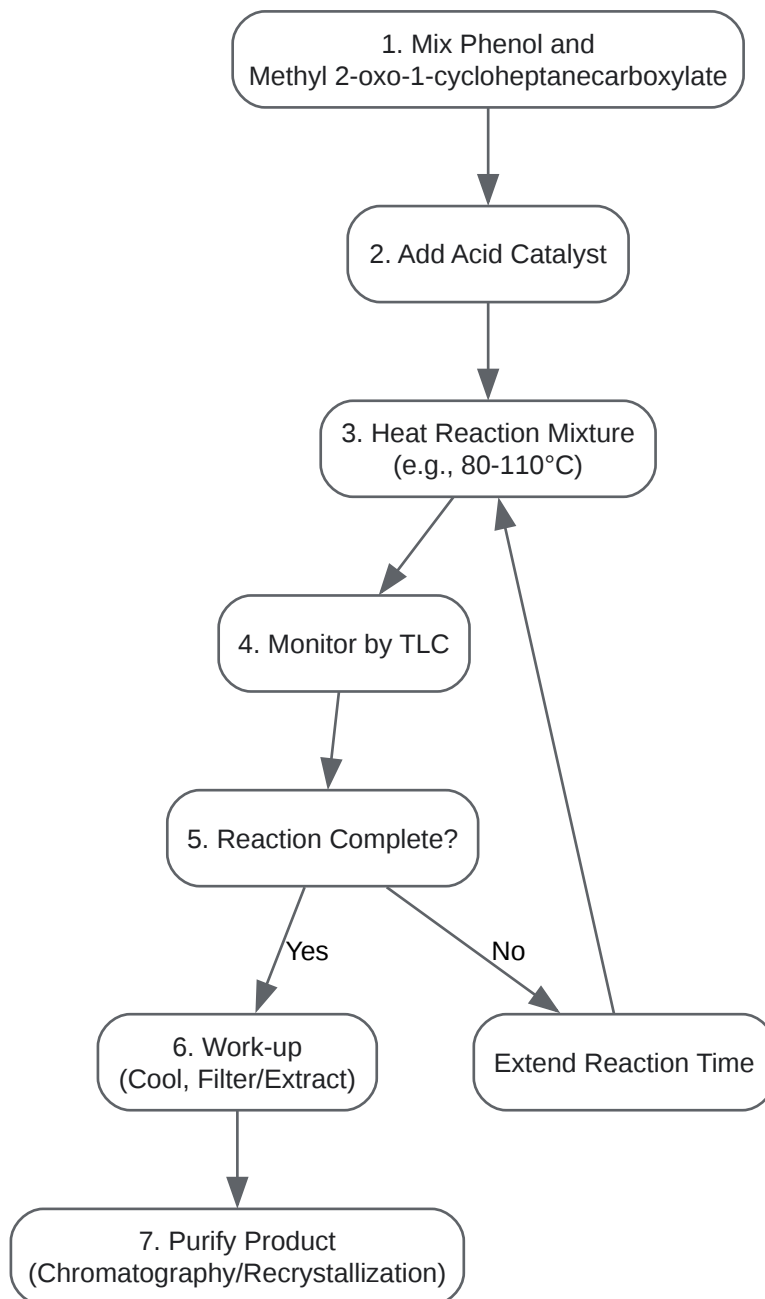 1. Mix Phenol and
Methyl 2-oxo-1-cycloheptanecarboxylate
2. Add Acid Catalyst
3. Heat Reaction Mixture
(e.g., 80-110°C)
4. Monitor by TLC
5. Reaction Complete?
Yes
No
6. Work-up
(Cool, Filter/Extract)
Extend Reaction Time
7. Purify Product
(Chromatography/Recrystallization)